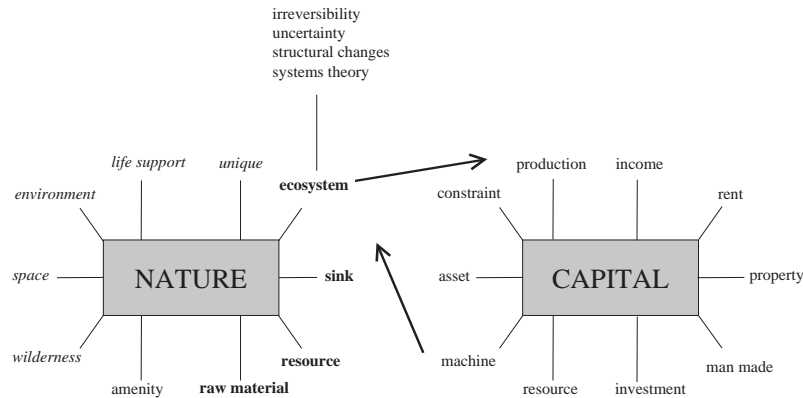 irreversibility
uncertainty
structural changes
systems theory
life support
unique
ecosystem
production
income
environment
constraint
rent
space
NATURE
sink
asset
CAPITAL
property
wilderness
resource
machine
man made
amenity
raw material
resource
investment